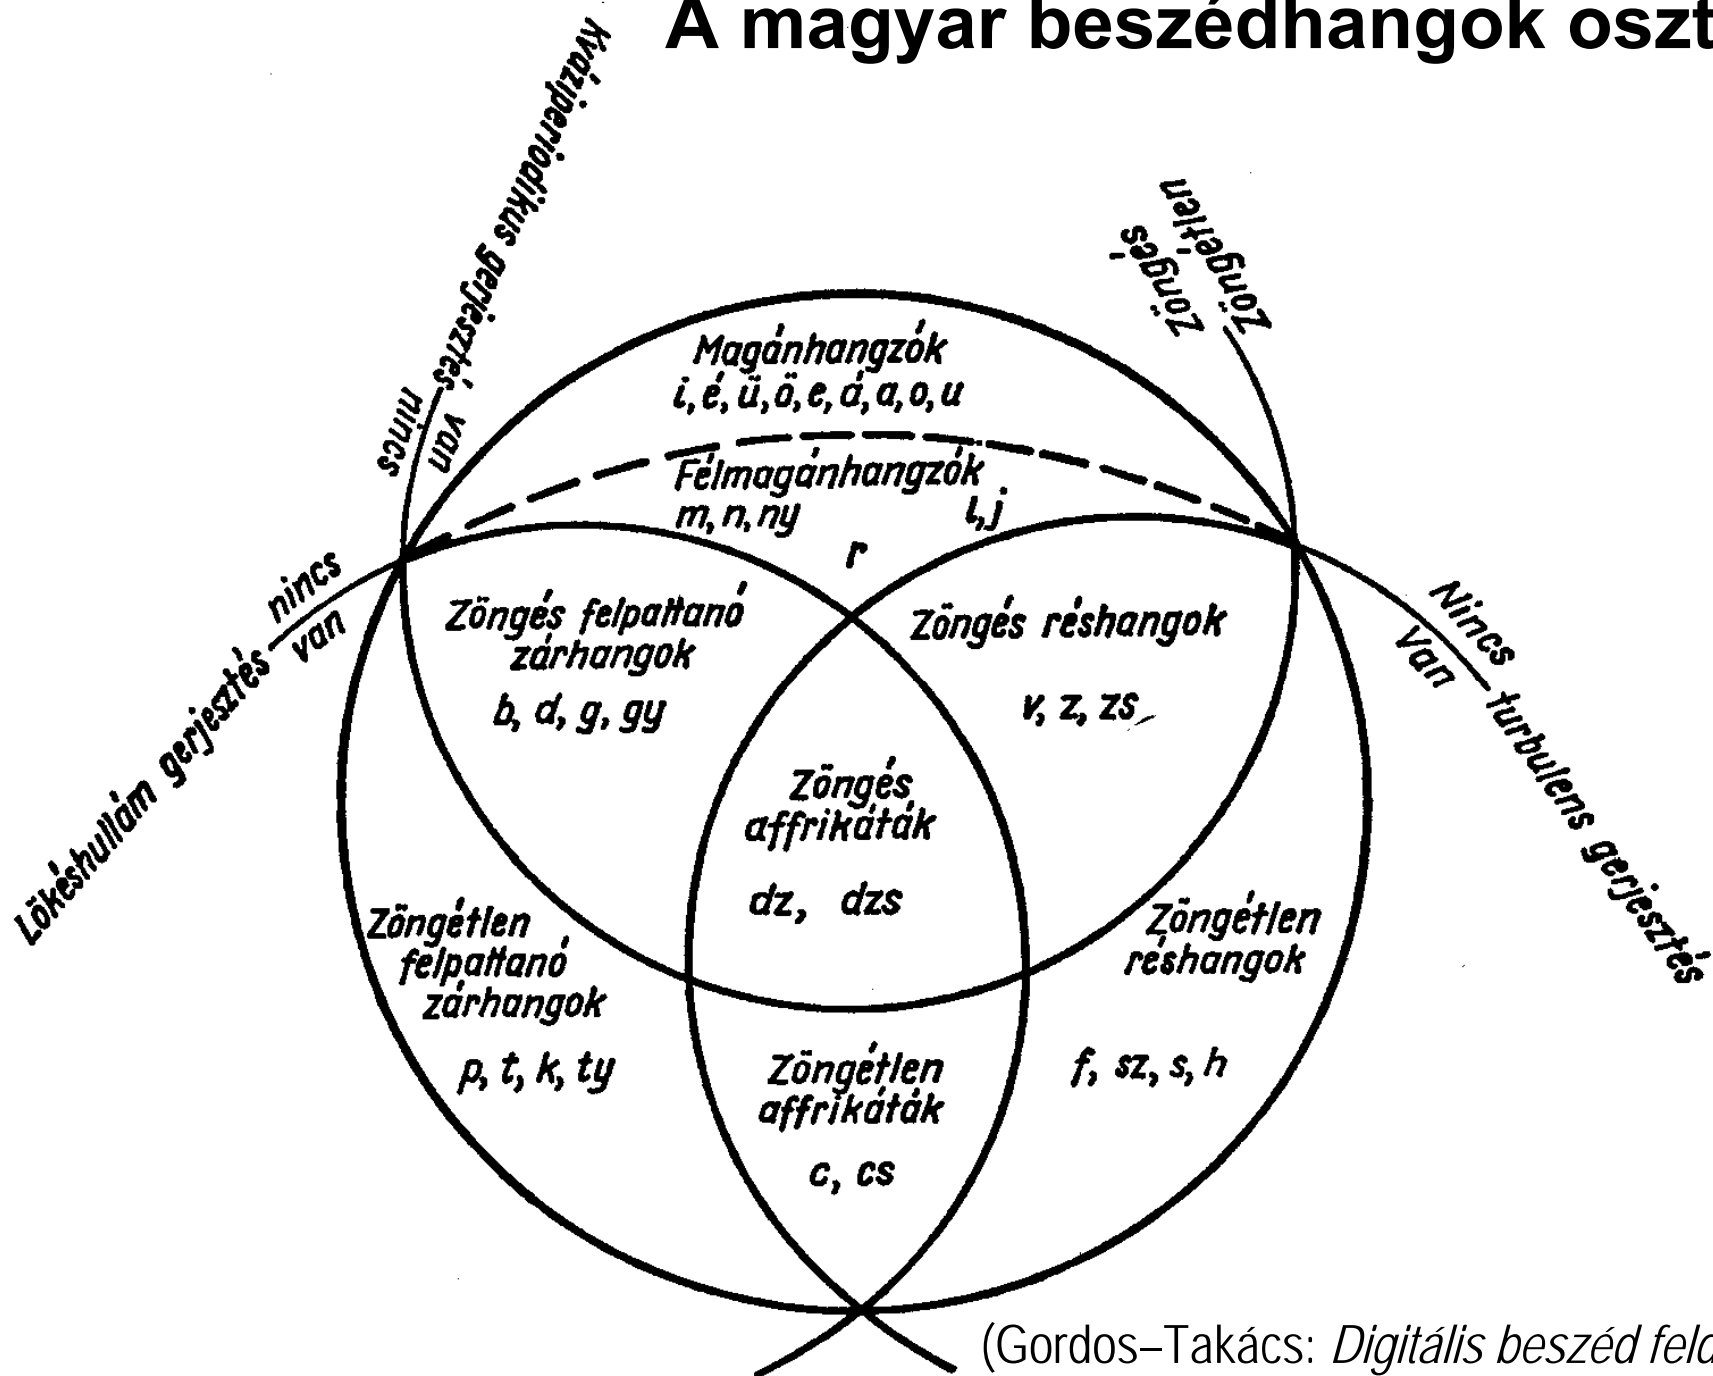 A magyar beszédhangok oszt
Kváziperiodikus gerjesztés van
nincs
Zöngétlen
Zöngés
Magánhangzók
i, é, ü, ö, e, á, a, o, u
Félmagánhangzók
m, n, ny l, j
r
nincs
Lökéshullám gerjesztés van
Nincs
Van turbulens gerjesztés
Zöngés felpattanó
zárhangok
b, d, g, gy
Zöngés réshangok
v, z, zs
Zöngés
affrikáták
dz, dzs
Zöngétlen
felpattanó
zárhangok
p, t, k, ty
Zöngétlen
réshangok
f, sz, s, h
Zöngétlen
affrikáták
c, cs
(Gordos–Takács: Digitális beszéd feld